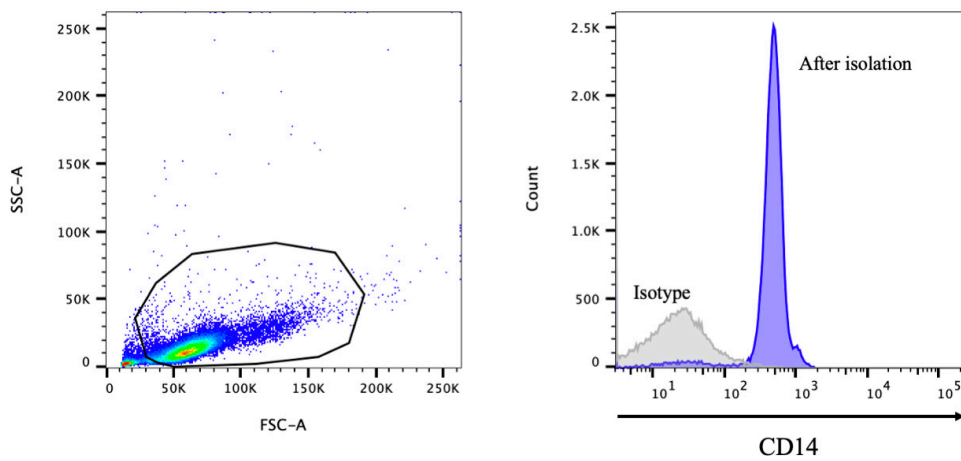 250K
200K
150K
100K
50K
0
SSC-A
0 50K 100K 150K 200K 250K
FSC-A
2.5K
2.0K
1.5K
1.0K
500
0
Count
After isolation
Isotype
10¹ 10² 10³ 10⁴ 10⁵
CD14